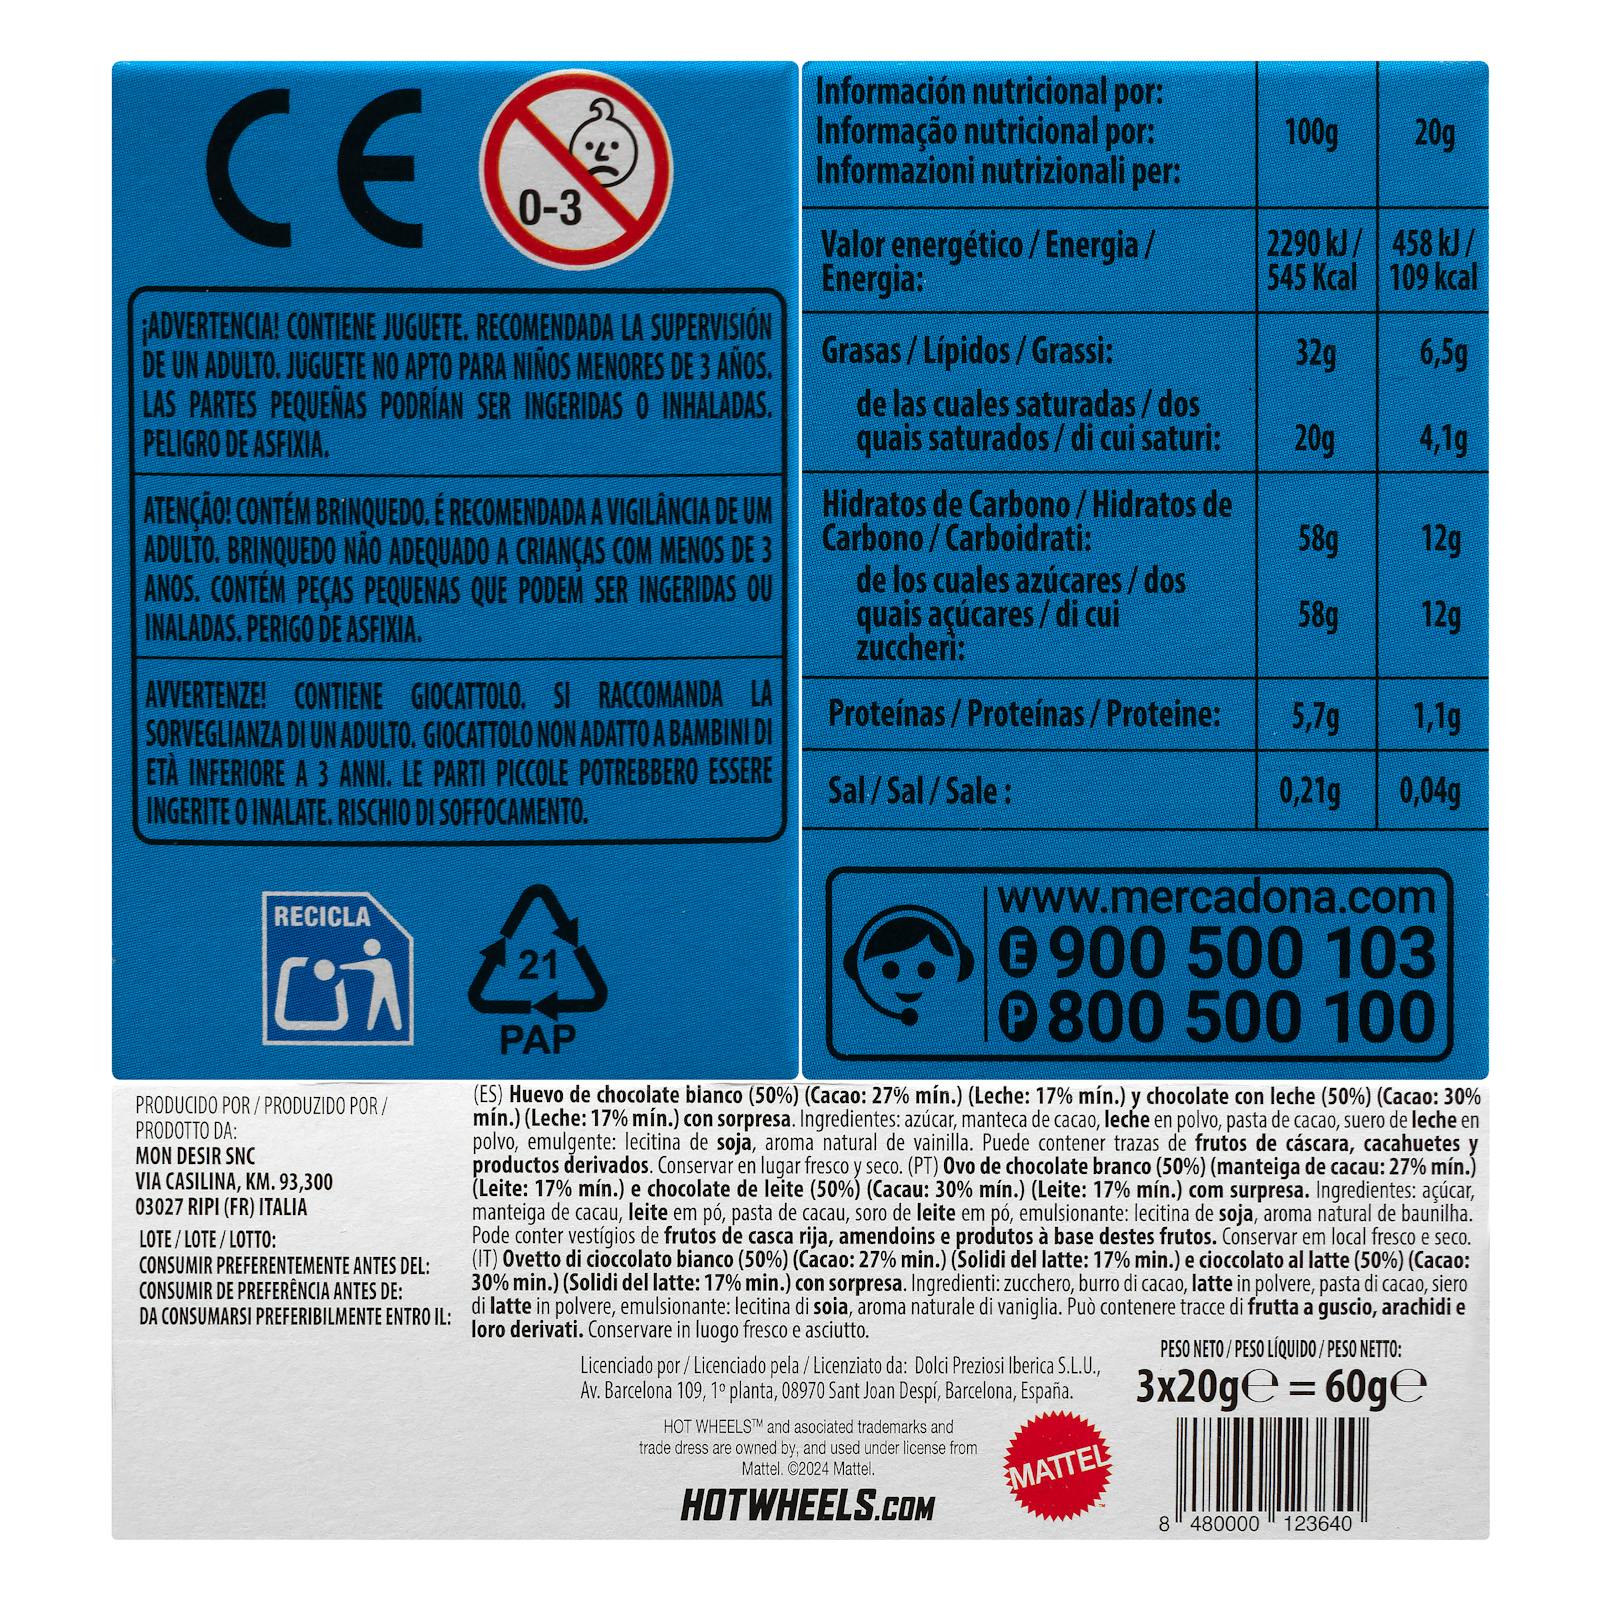 CE
0-3
¡ADVERTENCIA! CONTIENE JUGUETE. RECOMENDADA LA SUPERVISIÓN
DE UN ADULTO. JUGUETE NO APTO PARA NIÑOS MENORES DE 3 AÑOS.
LAS PARTES PEQUEÑAS PODRÍAN SER INGERIDAS O INHALADAS.
PELIGRO DE ASFIXIA.
ATENÇÃO! CONTÉM BRINQUEDO. É RECOMENDADA A VIGILÂNCIA DE UM
ADULTO. BRINQUEDO NÃO ADEQUADO A CRIANÇAS COM MENOS DE 3
ANOS. CONTÉM PEÇAS PEQUENAS QUE PODEM SER INGERIDAS OU
INALADAS. PERIGO DE ASFIXIA.
AVVERTENZE! CONTIENE GIOCATTOLO. SI RACCOMANDA LA
SORVEGLIANZA DI UN ADULTO. GIOCATTOLO NON ADATTO A BAMBINI DI
ETÀ INFERIORE A 3 ANNI. LE PARTI PICCOLE POTREBBERO ESSERE
INGERITE O INALATE. RISCHIO DI SOFFOCAMENTO.
RECICLA
21
PAP
Información nutricional por:
Informação nutricional por:
Informazioni nutrizionali per:
100g 20g
Valor energético / Energia /
Energia:
2290 kJ / 458 kJ /
545 Kcal 109 kcal
Grasas / Lípidos / Grassi: 32g 6,5g
de las cuales saturadas / dos
quais saturados / di cui saturi: 20g 4,1g
Hidratos de Carbono / Hidratos de
Carbono / Carboidrati: 58g 12g
de los cuales azúcares / dos
quais açúcares / di cui 58g 12g
zuccheri:
Proteínas / Proteínas / Proteine: 5,7g 1,1g
Sal / Sal / Sale : 0,21g 0,04g
www.mercadona.com
E 900 500 103
P 800 500 100
PRODUCIDO POR / PRODUZIDO POR /
PRODOTTO DA:
MON DESIR SNC
VIA CASILINA, KM. 93,300
03027 RIPI (FR) ITALIA
LOTE / LOTE / LOTTO:
CONSUMIR PREFERENTEMENTE ANTES DEL:
CONSUMIR DE PREFERÊNCIA ANTES DE:
DA CONSUMARSI PREFERIBILMENTE ENTRO IL:
(ES) Huevo de chocolate bianco (50%) (Cacao: 27% mín.) (Leche: 17% mín.) y chocolate con leche (50%) (Cacao: 30%
mín.) (Leche: 17% mín.) con sorpresa. Ingredientes: azúcar, manteca de cacao, leche en polvo, pasta de cacao, suero de leche en
polvo, emulgente: lecitina de soja, aroma natural de vainilla. Puede contener trazas de frutos de cáscara, cacahuetes y
productos derivados. Conservar en lugar fresco y seco. (PT) Ovo de chocolate branco (50%) (manteiga de cacau: 27% mín.)
(Leite: 17% mín.) e chocolate de leite (50%) (Cacau: 30% mín.) (Leite: 17% mín.) com surpresa. Ingredientes: açúcar,
manteiga de cacau, leite em pó, pasta de cacau, soro de leite em pó, emulsionante: lecitina de soja, aroma natural de baunilha.
Pode conter vestígios de frutos de casca rija, amendoins e produtos à base destes frutos. Conservar em local fresco e seco.
(IT) Ovetto di cioccolato bianco (50%) (Cacao: 27% min.) (Solidi del latte: 17% min.) e cioccolato al latte (50%) (Cacao:
30% min.) (Solidi del latte: 17% min.) con sorpresa. Ingredienti: zucchero, burro di cacao, latte in polvere, pasta di cacao, siero
di latte in polvere, emulsionante: lecitina di soia, aroma naturale di vaniglia. Può contenere tracce di frutta a guscio, arachidi e
loro derivati. Conservare in luogo fresco e asciutto.
Licenciado por / Licenciado pela / Licenziato da: Dolci Preziosi Iberica S.L.U.,
Av. Barcelona 109, 1º planta, 08970 Sant Joan Despí, Barcelona, España.
PESO NETO / PESO LÍQUIDO / PESO NETTO:
3x20g℮ = 60g℮
HOT WHEELS™ and asociated trademarks and
trade dress are owned by, and used under license from
Mattel. ©2024 Mattel.
HOTWHEELS.COM
MATTEL™
8 480000 123640